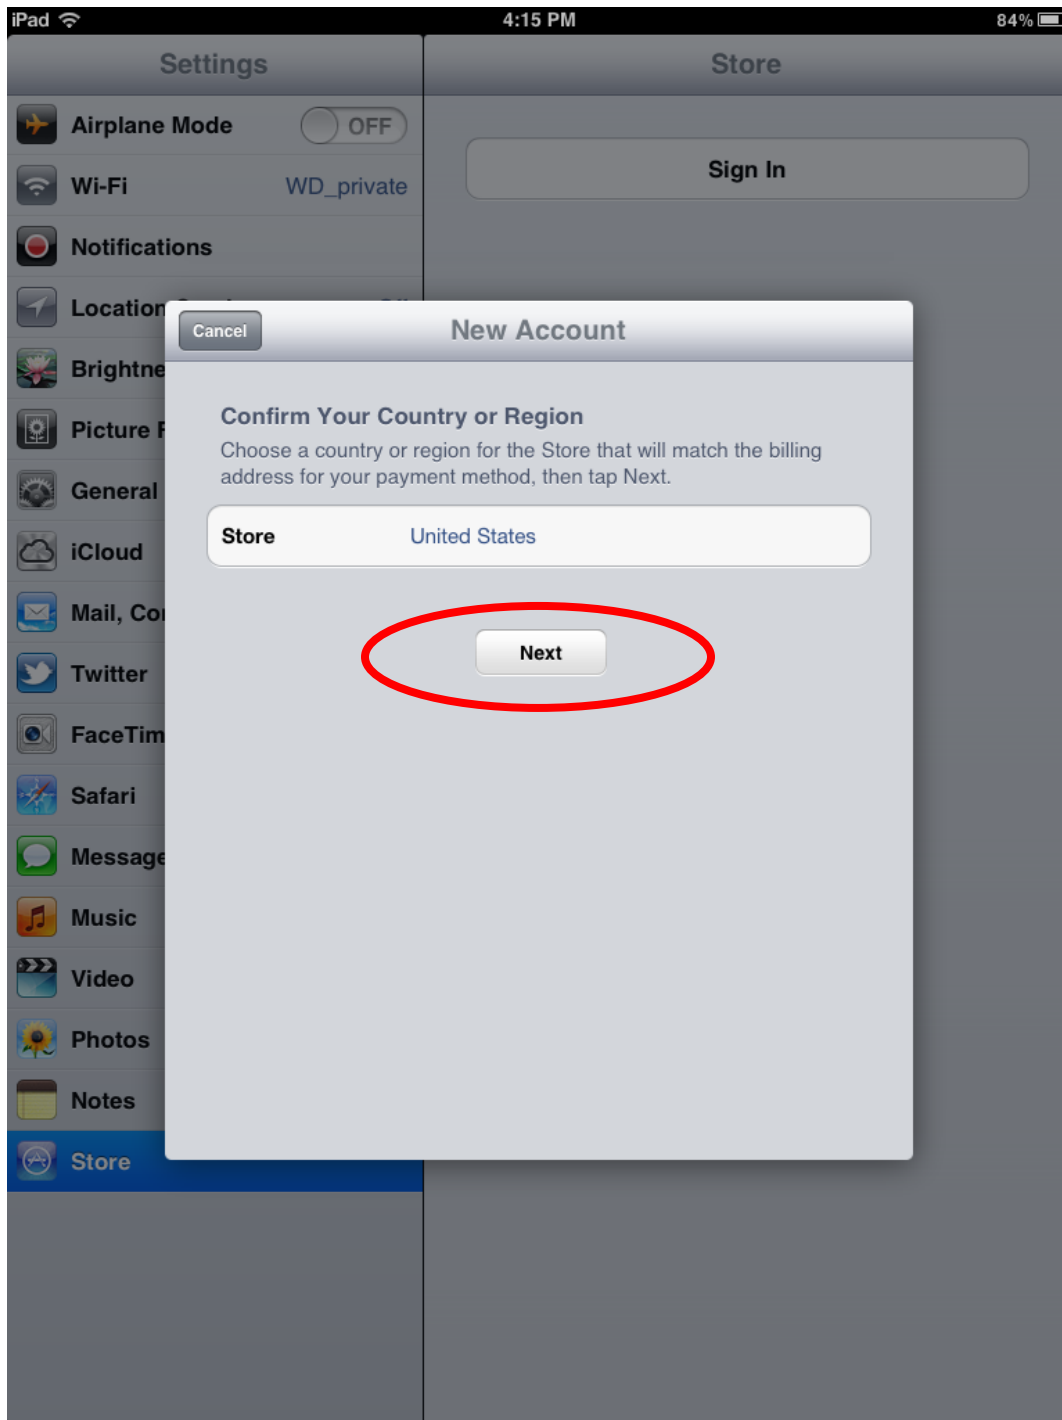 iPad 4:15 PM 84%
Settings
Store
Airplane Mode OFF
Wi-Fi WD_private
Sign In
Notifications
Location
Cancel New Account
Brightne
Confirm Your Country or Region
Picture F
Choose a country or region for the Store that will match the billing
address for your payment method, then tap Next.
General
Store United States
iCloud
Mail, Co
Next
Twitter
FaceTim
Safari
Message
Music
Video
Photos
Notes
Store